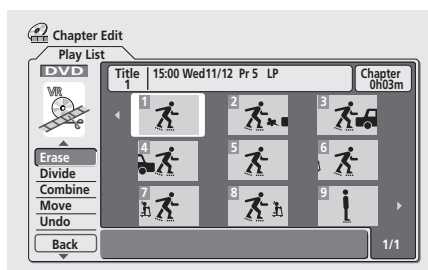 Chapter Edit
Play List
DVD
VR
Title 1
15:00 Wed11/12 Pr 5 LP
Chapter 0h03m
1
2
3
4
5
6
7
8
9
Erase
Divide
Combine
Move
Undo
Back
1/1